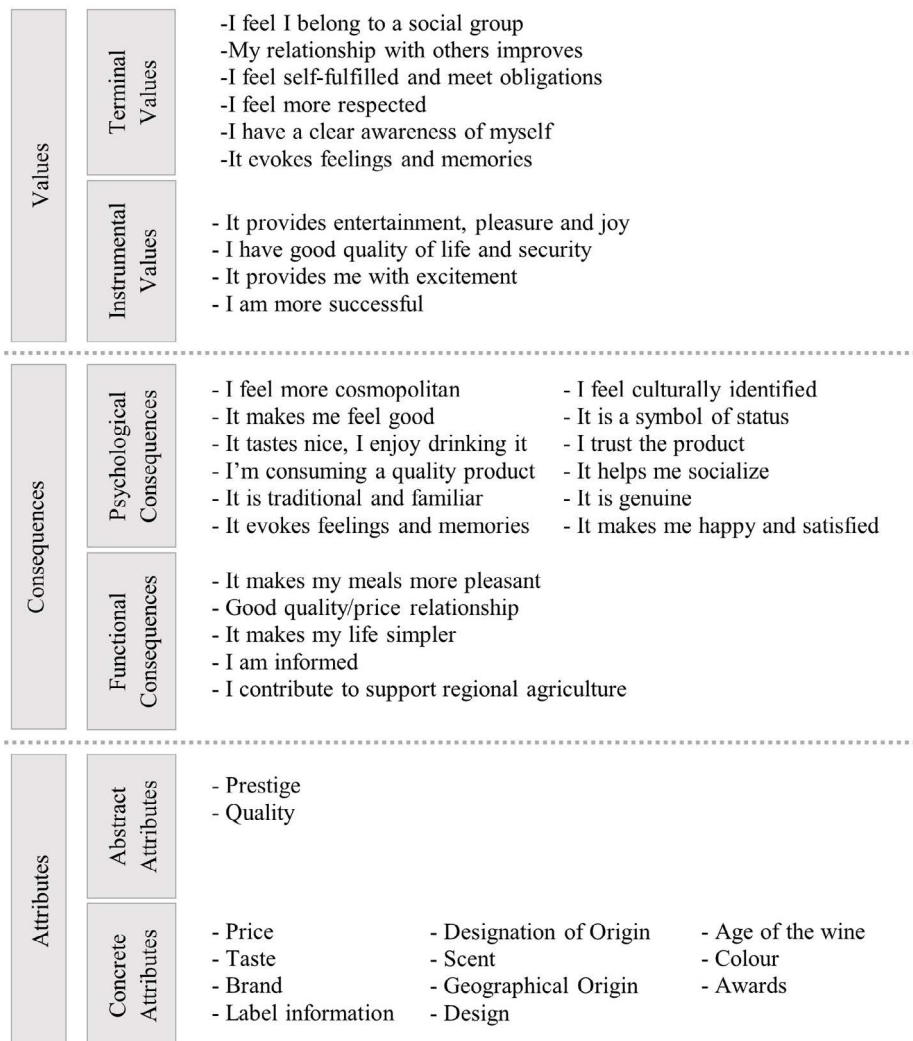 Values
Terminal
Values
-I feel I belong to a social group
-My relationship with others improves
-I feel self-fulfilled and meet obligations
-I feel more respected
-I have a clear awareness of myself
-It evokes feelings and memories
Instrumental
Values
- It provides entertainment, pleasure and joy
- I have good quality of life and security
- It provides me with excitement
- I am more successful
Consequences
Psychological
Consequences
- I feel more cosmopolitan
- It makes me feel good
- It tastes nice, I enjoy drinking it
- I’m consuming a quality product
- It is traditional and familiar
- It evokes feelings and memories
- I feel culturally identified
- It is a symbol of status
- I trust the product
- It helps me socialize
- It is genuine
- It makes me happy and satisfied
Functional
Consequences
- It makes my meals more pleasant
- Good quality/price relationship
- It makes my life simpler
- I am informed
- I contribute to support regional agriculture
Attributes
Abstract
Attributes
- Prestige
- Quality
Concrete
Attributes
- Price
- Taste
- Brand
- Label information
- Designation of Origin
- Scent
- Geographical Origin
- Design
- Age of the wine
- Colour
- Awards